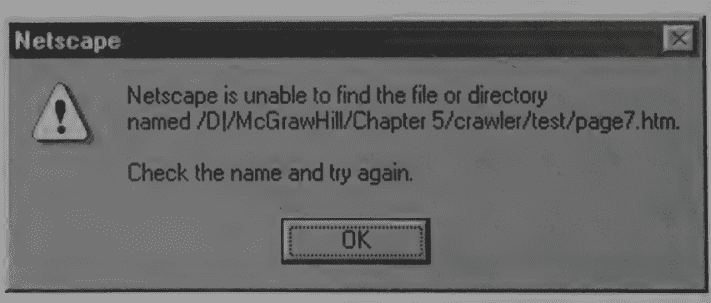 Netscape
Netscape is unable to find the file or directory
named /D|/McGrawHill/Chapter 5/crawler/test/page7.htm.
Check the name and try again.
OK